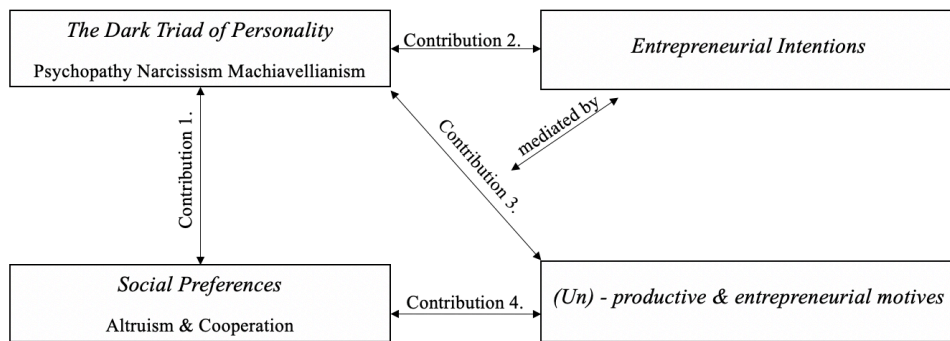 The Dark Triad of Personality
Psychopathy Narcissism Machiavellianism
Contribution 2.
Entrepreneurial Intentions
Contribution 1.
Contribution 3.
mediated by
Social Preferences
Altruism & Cooperation
Contribution 4.
(Un) - productive & entrepreneurial motives